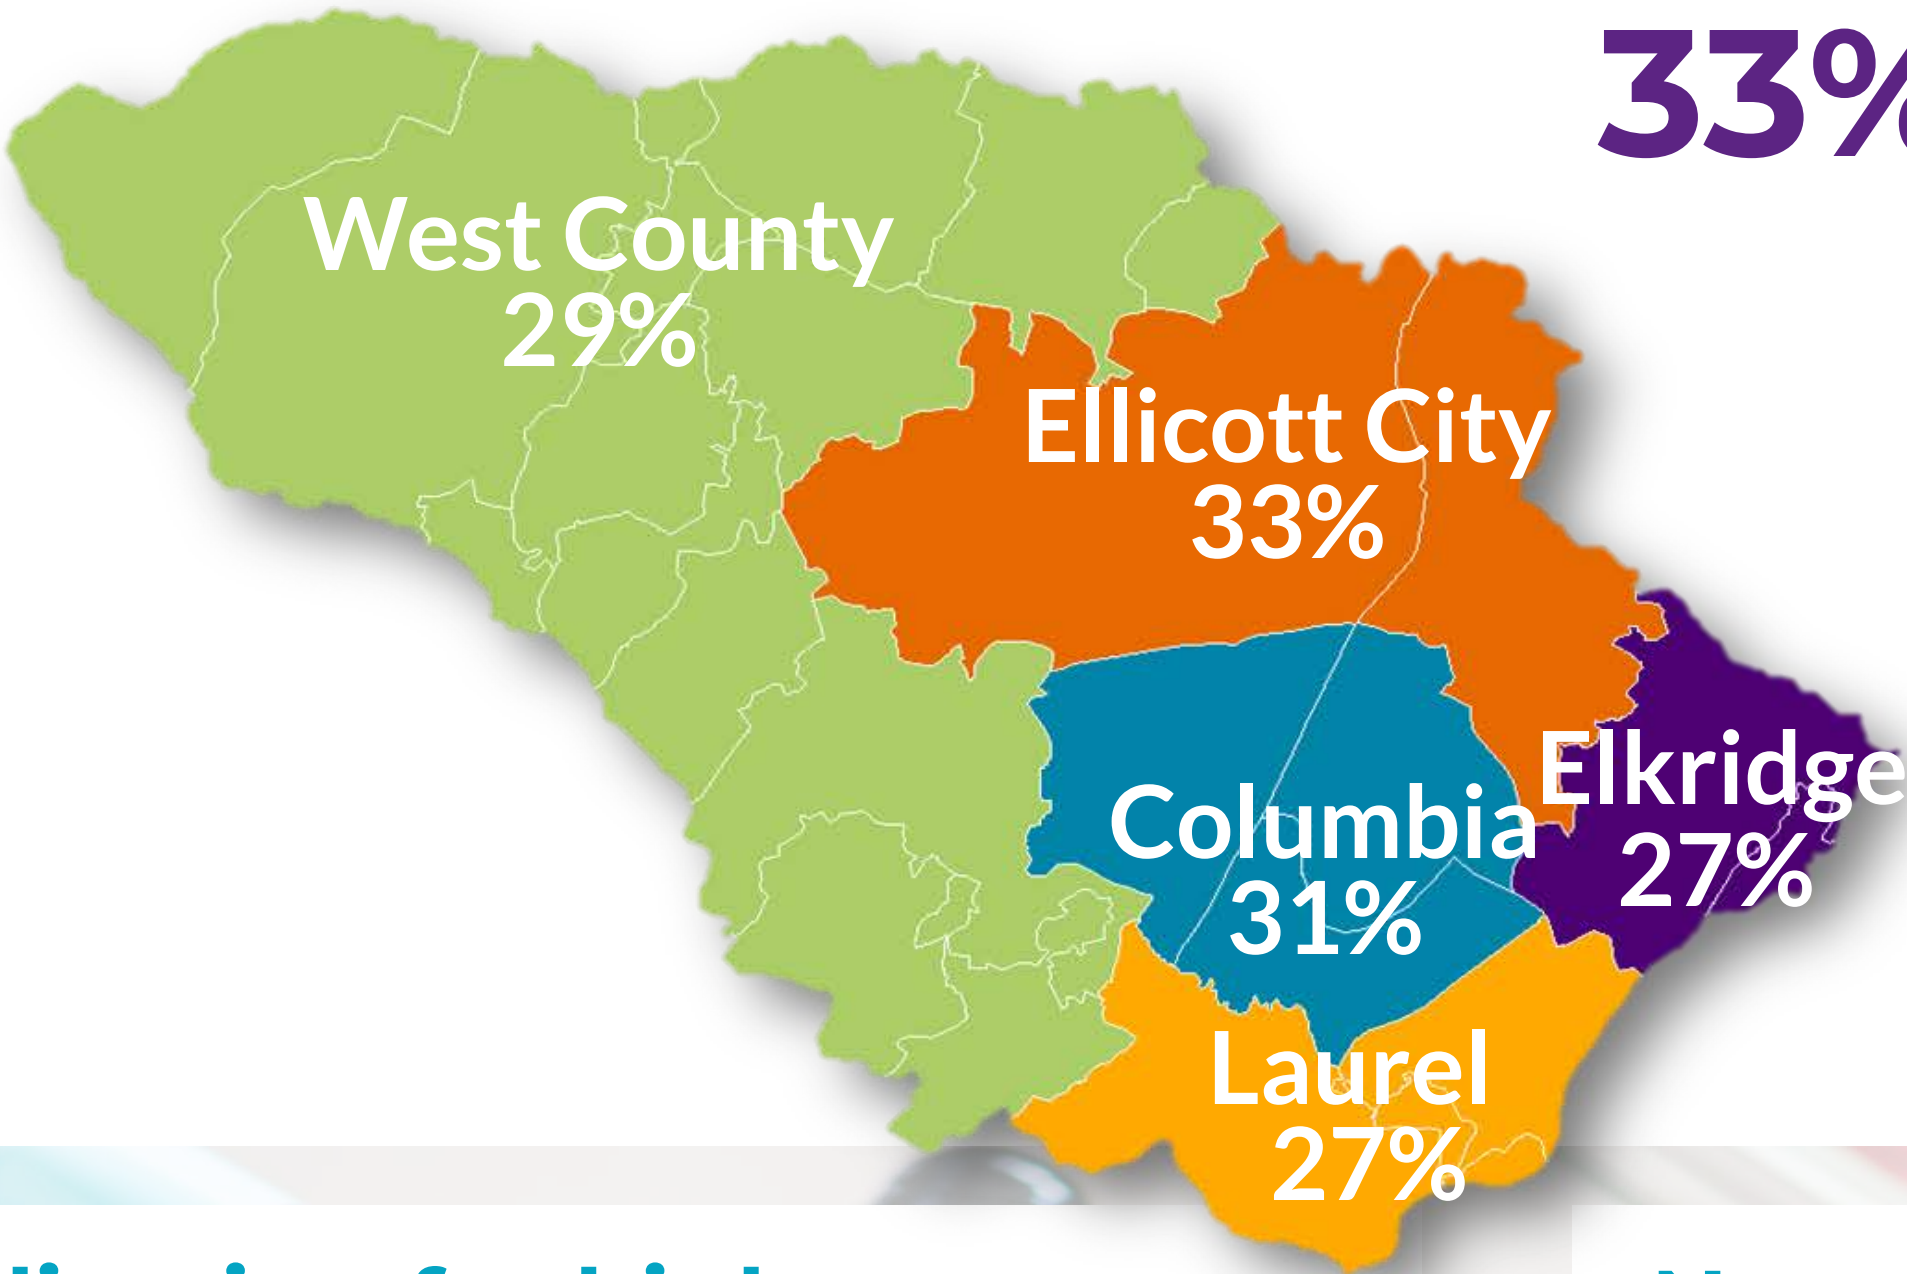 33%
West County
29%
Ellicott City
33%
Elkridge
27%
Columbia
31%
Laurel
27%